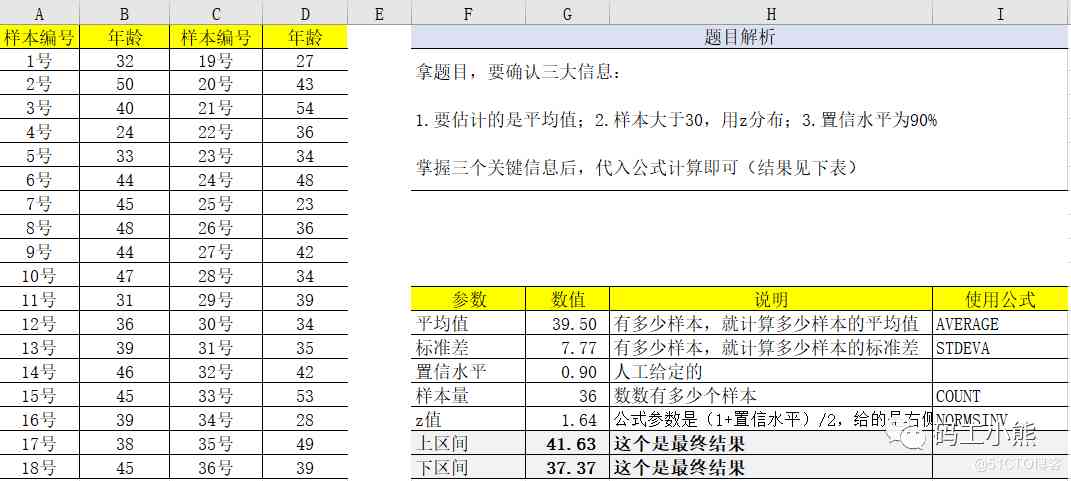 A B C D E F G H I
样本编号 年龄 样本编号 年龄 题目解析
1号 32 19号 27
2号 50 20号 43
3号 40 21号 54
4号 24 22号 36
5号 33 23号 34
6号 44 24号 48
7号 45 25号 23
8号 48 26号 36
9号 44 27号 42
10号 47 28号 34
11号 31 29号 39
12号 36 30号 34
13号 39 31号 35
14号 46 32号 42
15号 45 33号 53
16号 39 34号 28
17号 38 35号 49
18号 45 36号 39
拿题目，要确认三大信息：
1.要估计的是平均值；2.样本大于30，用z分布；3.置信水平为90%
掌握三个关键信息后，代入公式计算即可（结果见下表）
参数 数值 说明 使用公式
平均值 39.50 有多少样本，就计算多少样本的平均值 AVERAGE
标准差 7.77 有多少样本，就计算多少样本的标准差 STDEVA
置信水平 0.90 人工给定的
样本量 36 数数有多少个样本 COUNT
z值 1.64 公式参数是（1+置信水平）/2，给的是右侧 NORMSINV
上区间 41.63 这个是最终结果
下区间 37.37 这个是最终结果
码工小熊
@51CTO博客